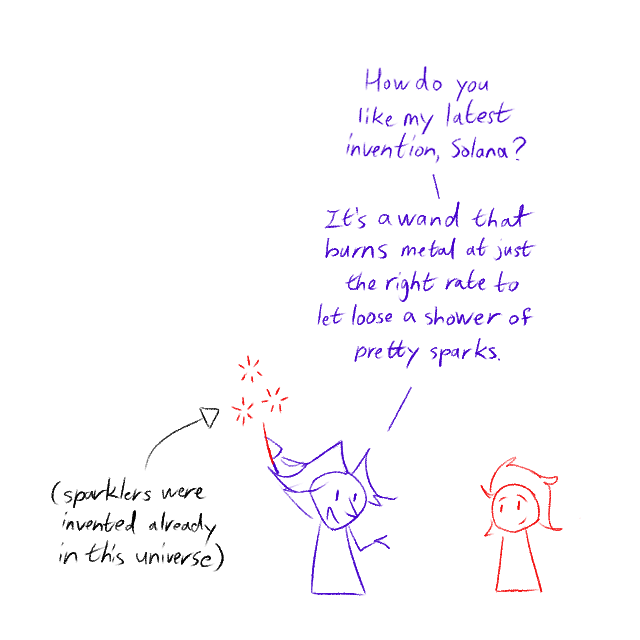 How do you
like my latest
invention, Solana?
It's a wand that
burns metal at just
the right rate to
let loose a shower of
pretty sparks.
(sparklers were
invented already
in this universe)